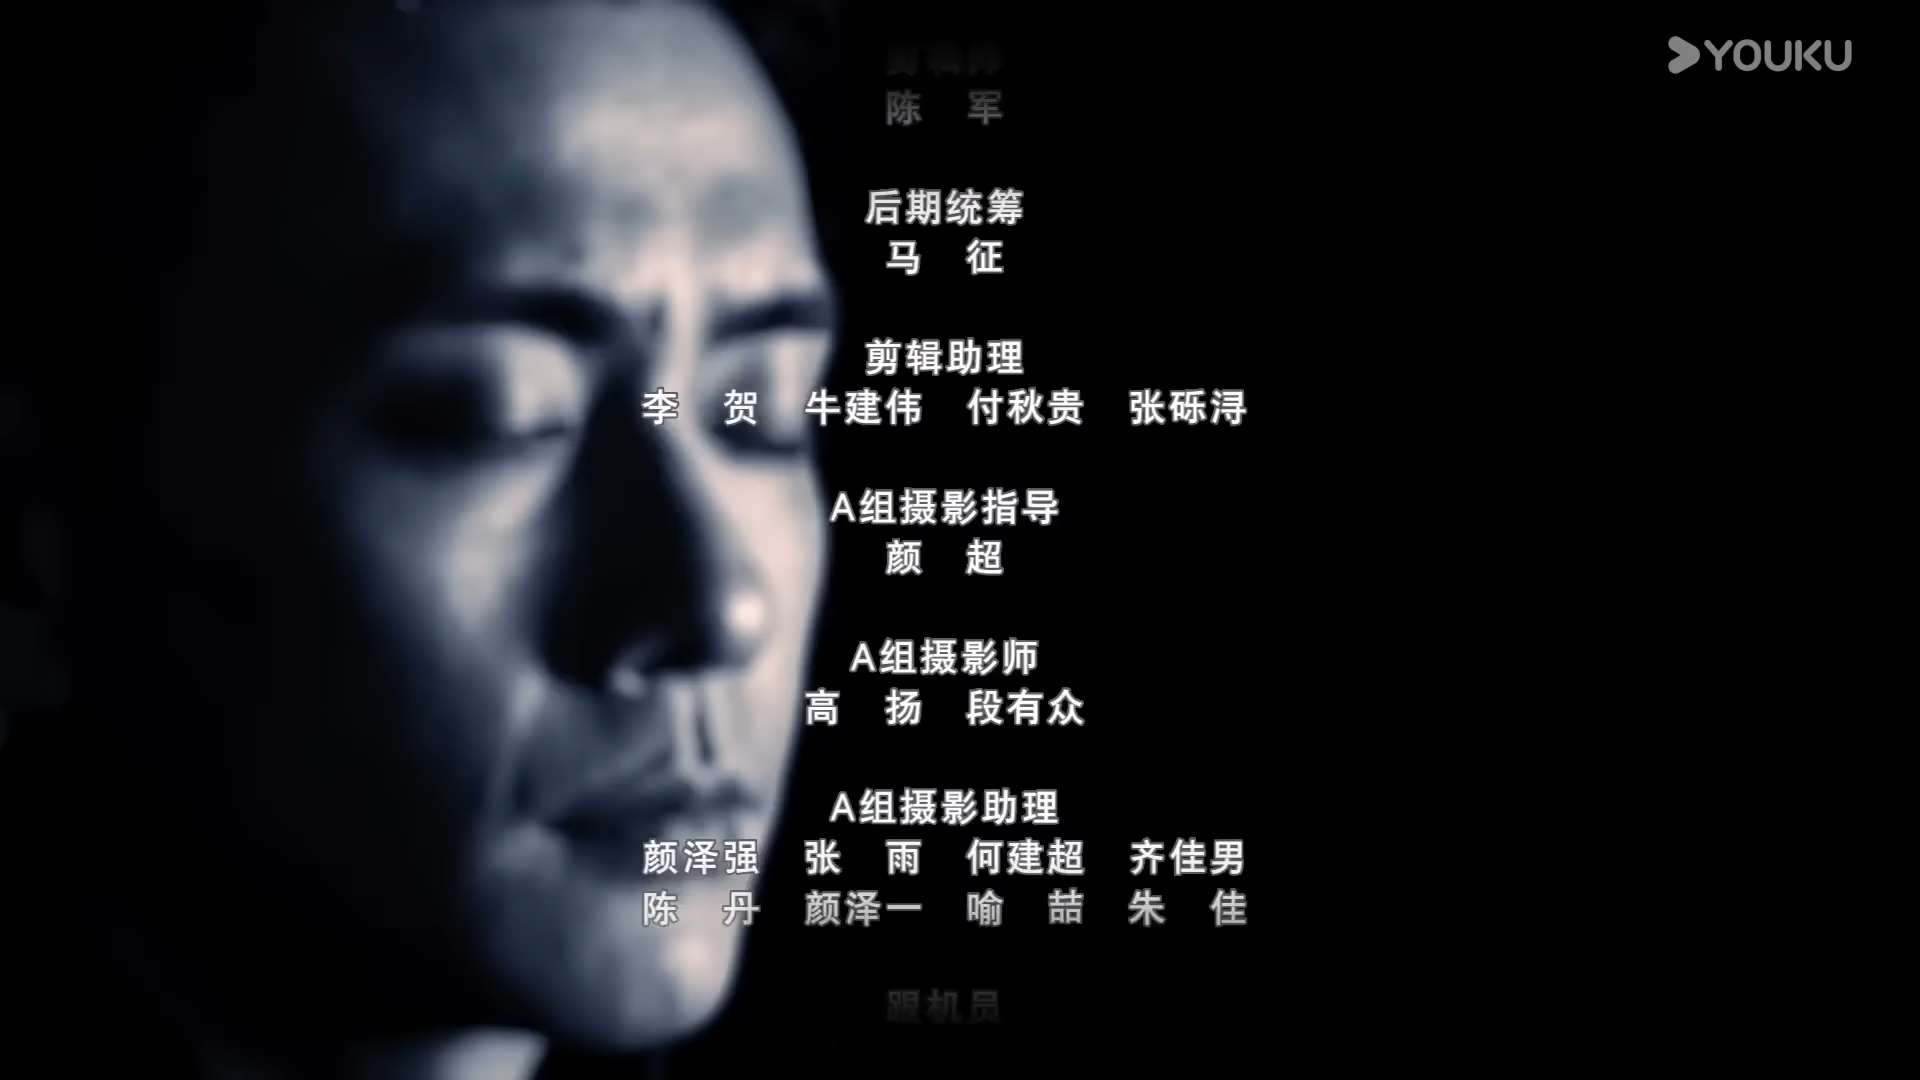 YOUKU
剪辑师
陈 军
后期统筹
马 征
剪辑助理
李 贺 牛建伟 付秋贵 张砾浔
A组摄影指导
颜 超
A组摄影师
高 扬 段有众
A组摄影助理
颜泽强 张 雨 何建超 齐佳男
陈 丹 颜泽一 喻 喆 朱 佳
跟机员